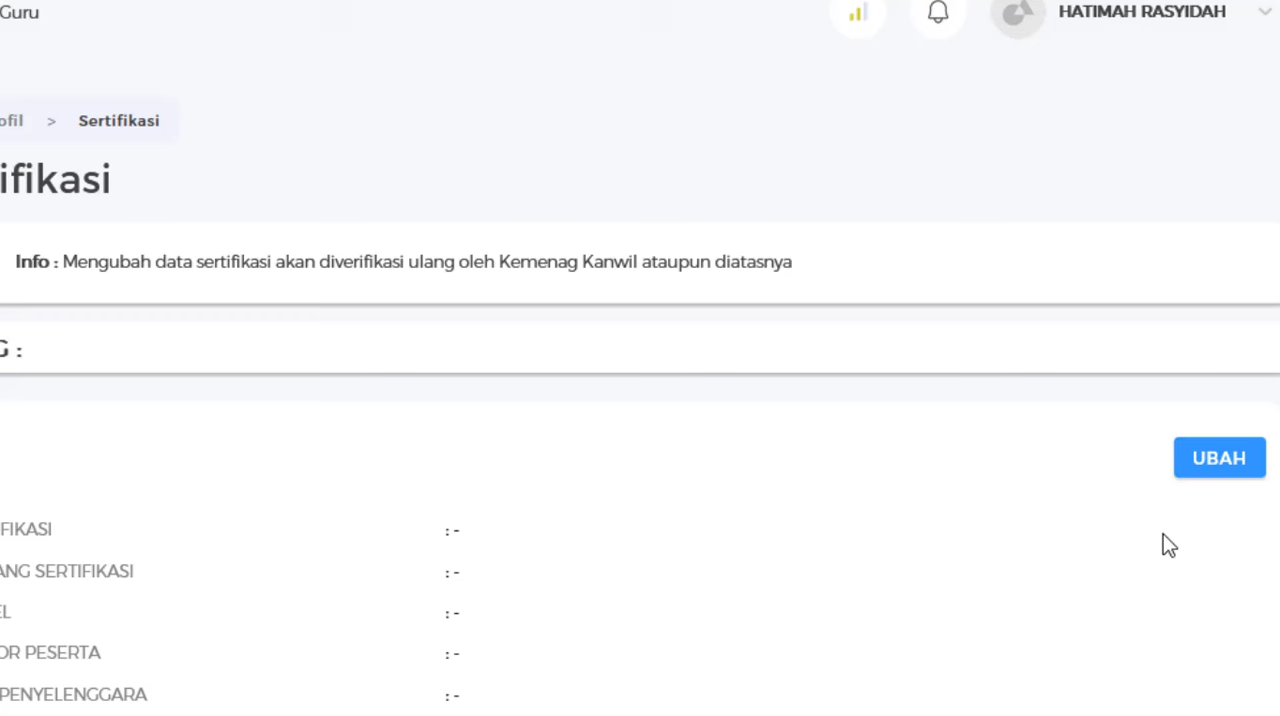 Guru
HATIMAH RASYIDAH
ofil > Sertifikasi
ifikasi
Info : Mengubah data sertifikasi akan diverifikasi ulang oleh Kemenag Kanwil ataupun diatasnya
G :
UBAH
FIKASI : -
ANG SERTIFIKASI : -
EL : -
OR PESERTA : -
PENYELENGGARA : -